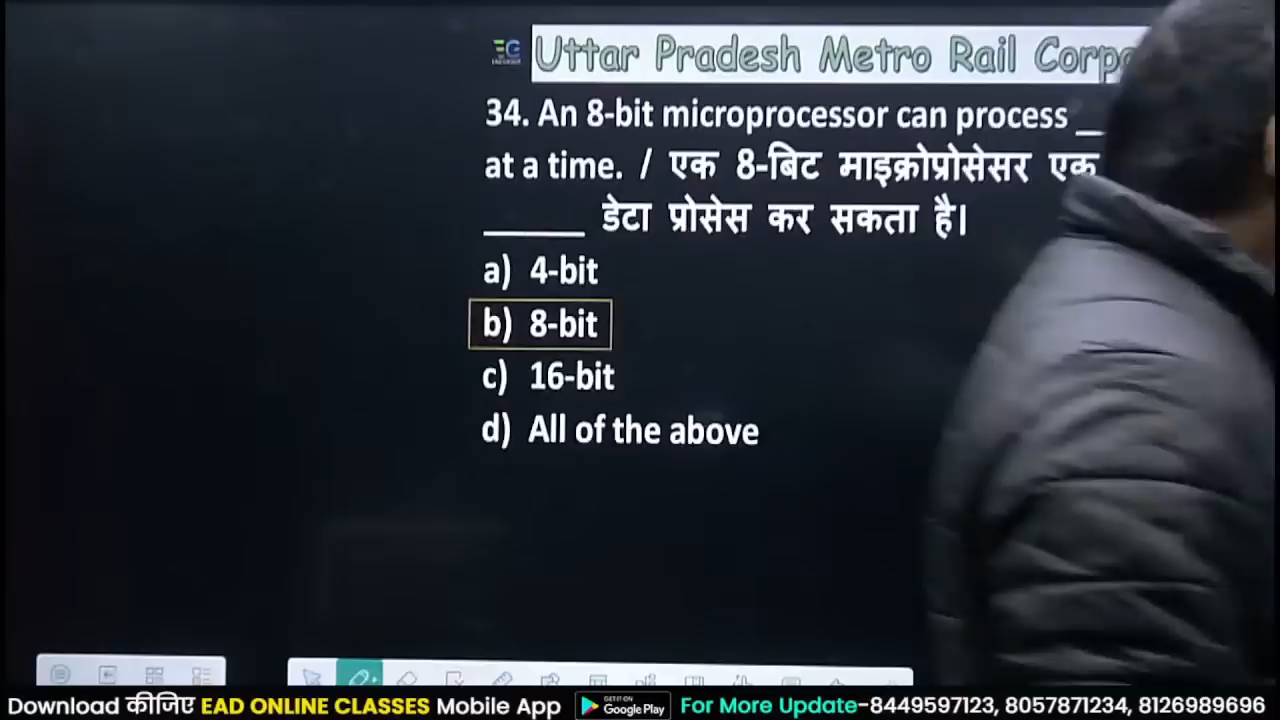 Uttar Pradesh Metro Rail
34. An 8-bit microprocessor can process __
at a time. / एक 8-बिट माइक्रोप्रोसेसर एक
______ डेटा प्रोसेस कर सकता है।
a) 4-bit
b) 8-bit
c) 16-bit
d) All of the above
Download कीजिए EAD ONLINE CLASSES Mobile App GET IT ON Google Play For More Update-8449597123, 8057871234, 8126989696